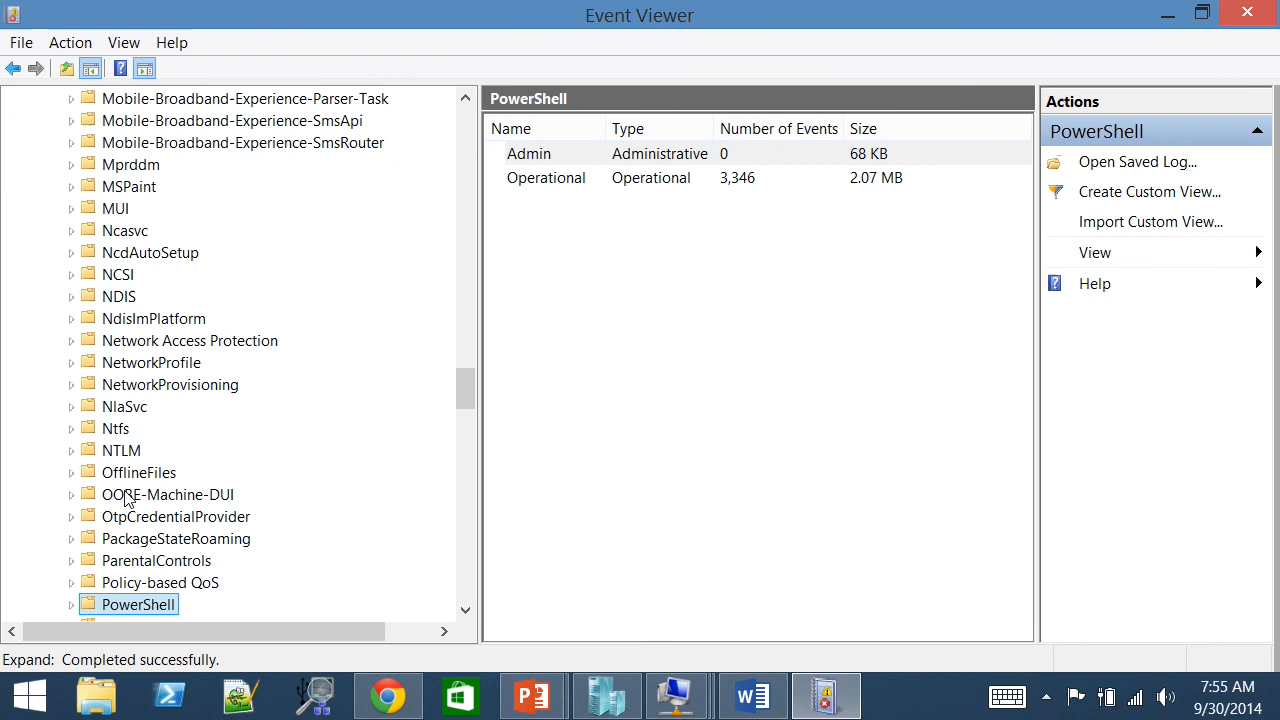 Event Viewer
File Action View Help
Mobile-Broadband-Experience-Parser-Task
Mobile-Broadband-Experience-SmsApi
Mobile-Broadband-Experience-SmsRouter
Mprddm
MSPaint
MUI
Ncasvc
NcdAutoSetup
NCSI
NDIS
NdisImPlatform
Network Access Protection
NetworkProfile
NetworkProvisioning
NlaSvc
Ntfs
NTLM
OfflineFiles
OOBE-Machine-DUI
OtpCredentialProvider
PackageStateRoaming
ParentalControls
Policy-based QoS
PowerShell
PowerShell
Name Type Number of Events Size
Admin Administrative 0 68 KB
Operational Operational 3,346 2.07 MB
Actions
PowerShell
Open Saved Log...
Create Custom View...
Import Custom View...
View
Help
Expand: Completed successfully.
7:55 AM
9/30/2014